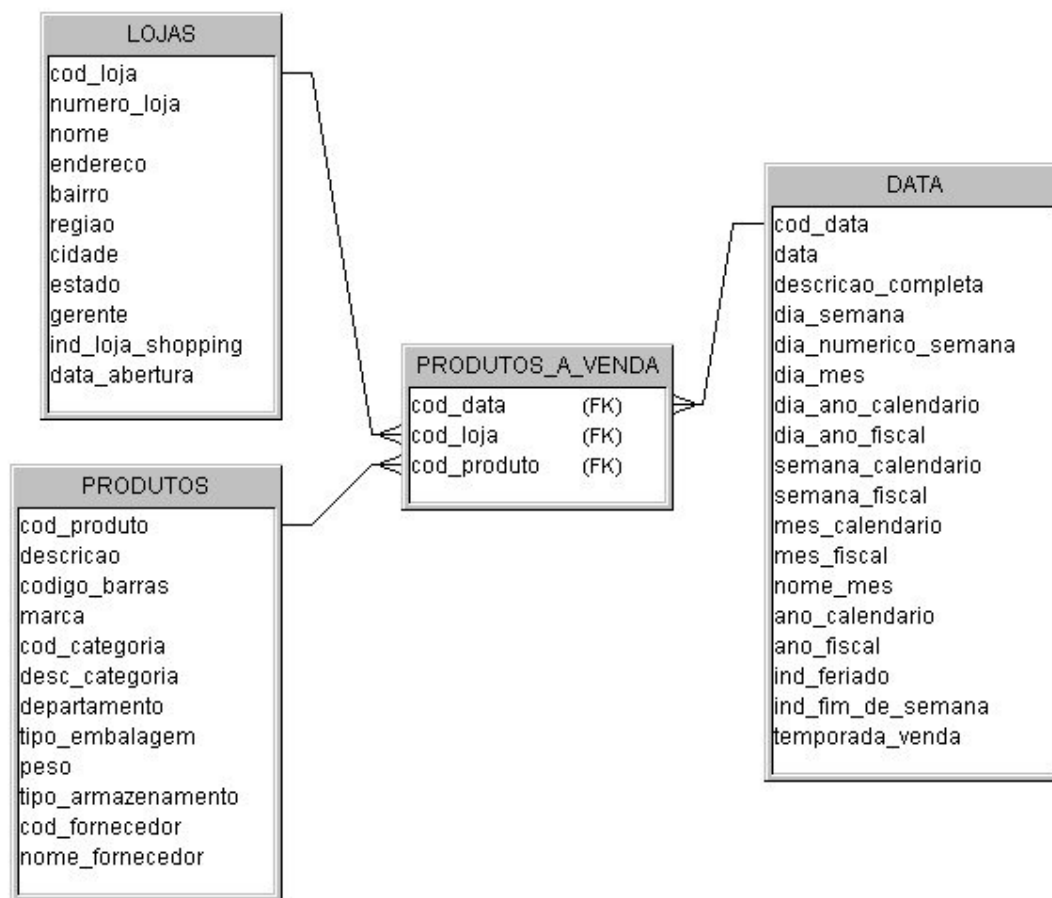 LOJAS
cod_loja
numero_loja
nome
endereco
bairro
regiao
cidade
estado
gerente
ind_loja_shopping
data_abertura
PRODUTOS
cod_produto
descricao
codigo_barras
marca
cod_categoria
desc_categoria
departamento
tipo_embalagem
peso
tipo_armazenamento
cod_fornecedor
nome_fornecedor
PRODUTOS_A_VENDA
cod_data (FK)
cod_loja (FK)
cod_produto (FK)
DATA
cod_data
data
descricao_completa
dia_semana
dia_numerico_semana
dia_mes
dia_ano_calendario
dia_ano_fiscal
semana_calendario
semana_fiscal
mes_calendario
mes_fiscal
nome_mes
ano_calendario
ano_fiscal
ind_feriado
ind_fim_de_semana
temporada_venda